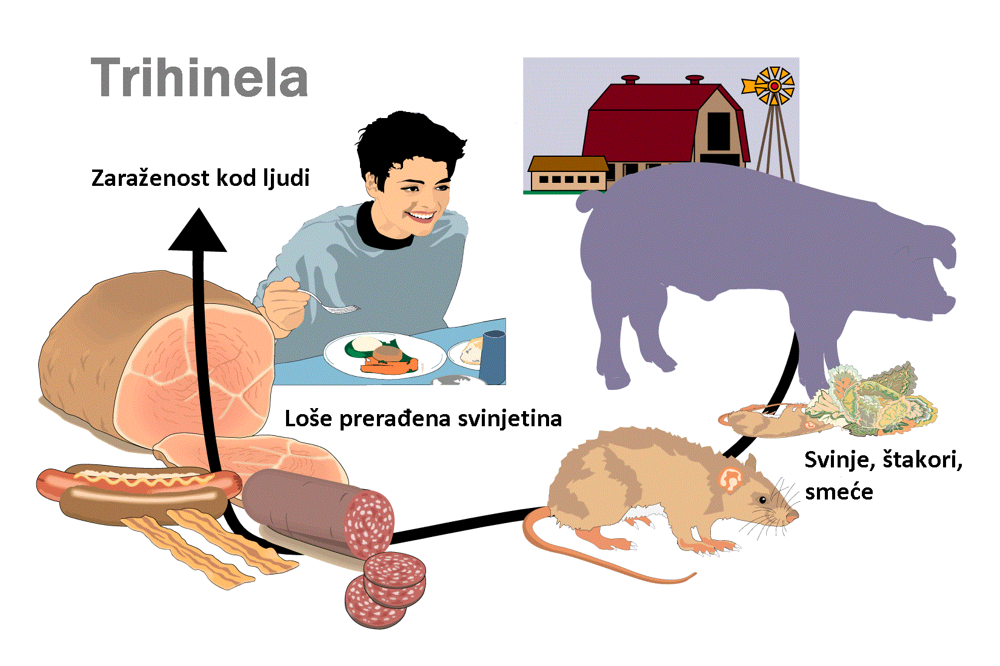 Trihinela
Zaraženost kod ljudi
Loše prerađena svinjetina
Svinje, štakori,
smeće